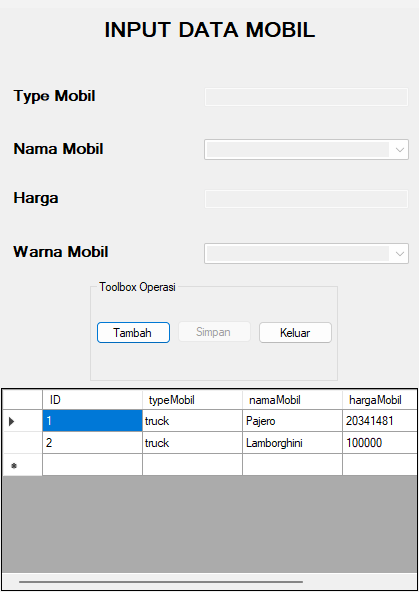 INPUT DATA MOBIL
Type Mobil
Nama Mobil
Harga
Warna Mobil
Toolbox Operasi
Tambah Simpan Keluar
ID typeMobil namaMobil hargaMobil
1 truck Pajero 20341481
2 truck Lamborghini 100000